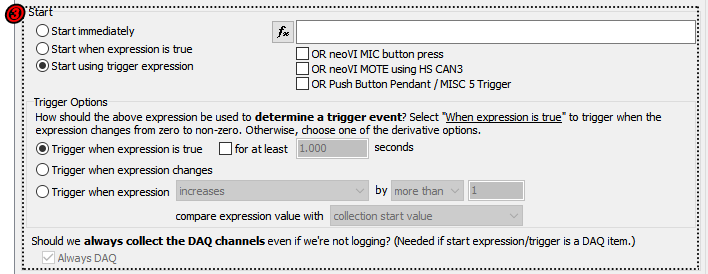 Start
Start immediately
fx
Start when expression is true
OR neoVI MIC button press
Start using trigger expression
OR neoVI MOTE using HS CAN3
OR Push Button Pendant / MISC 5 Trigger
Trigger Options
How should the above expression be used to determine a trigger event? Select "When expression is true" to trigger when the
expression changes from zero to non-zero. Otherwise, choose one of the derivative options.
Trigger when expression is true for at least 1.000 seconds
Trigger when expression changes
Trigger when expression increases by more than 1
compare expression value with collection start value
Should we always collect the DAQ channels even if we're not logging? (Needed if start expression/trigger is a DAQ item.)
Always DAQ